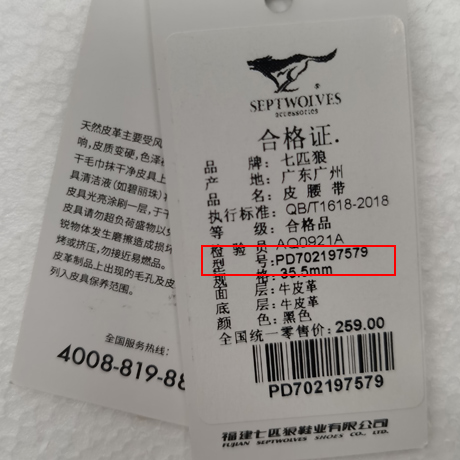 天然皮革主要受风
响，皮质变硬，色泽
干毛巾抹干净皮具上
具清洁液（如碧丽珠）
皮具光亮涂刷一层，于干
皮具请勿超负荷盛物以
锐物体发生磨擦造成损坏
烤或挤压，勿接近易燃品。
皮革制品上出现的毛孔及皮
列入皮具保养范围。
全国服务热线：
4008-819-88
SEPTWOLVES
accessories
合格证.
品 牌：七匹狼
产 地：广东广州
品 名：皮腰带
执行标准：QB/T1618-2018
等 级：合格品
检 验 员 AQ0921A
型 号:PD702197579
规 格：35.5mm
面 层：牛皮革
底 层：牛皮革
颜 色：黑色
全国统一零售价：259.00
PD702197579
福建七匹狼鞋业有限公司
FUJIAN SEPTWOLVES SHOES CO., LTD.